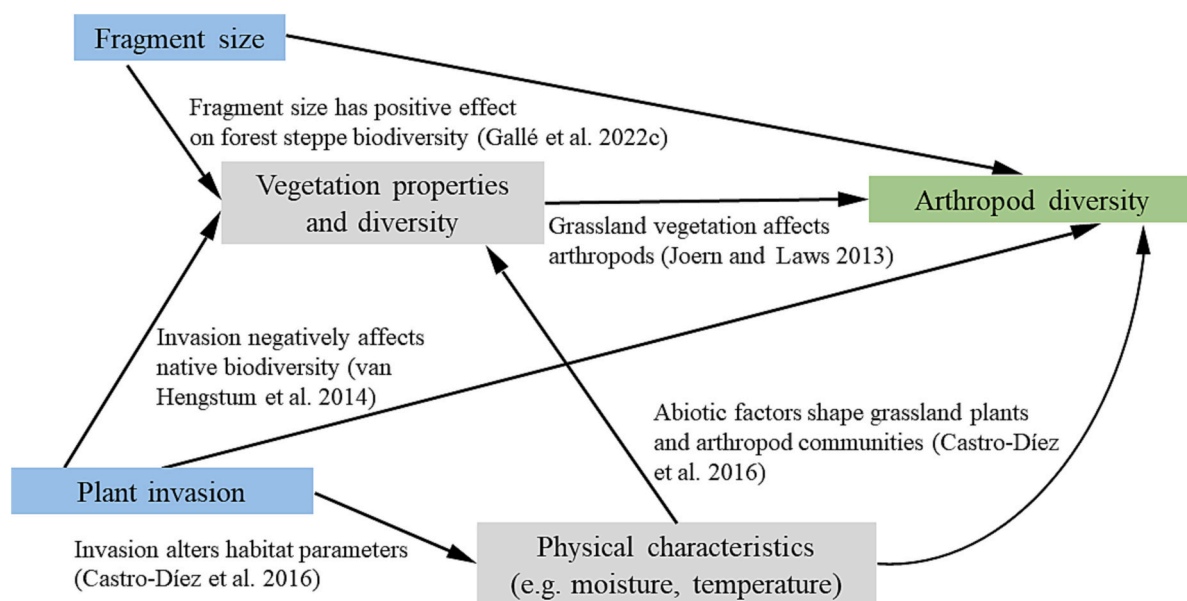 Fragment size
Fragment size has positive effect
on forest steppe biodiversity (Gallé et al. 2022c)
Vegetation properties
and diversity
Arthropod diversity
Grassland vegetation affects
arthropods (Joern and Laws 2013)
Invasion negatively affects
native biodiversity (van
Hengstum et al. 2014)
Abiotic factors shape grassland plants
and arthropod communities (Castro-Díez
et al. 2016)
Plant invasion
Invasion alters habitat parameters
(Castro-Díez et al. 2016)
Physical characteristics
(e.g. moisture, temperature)